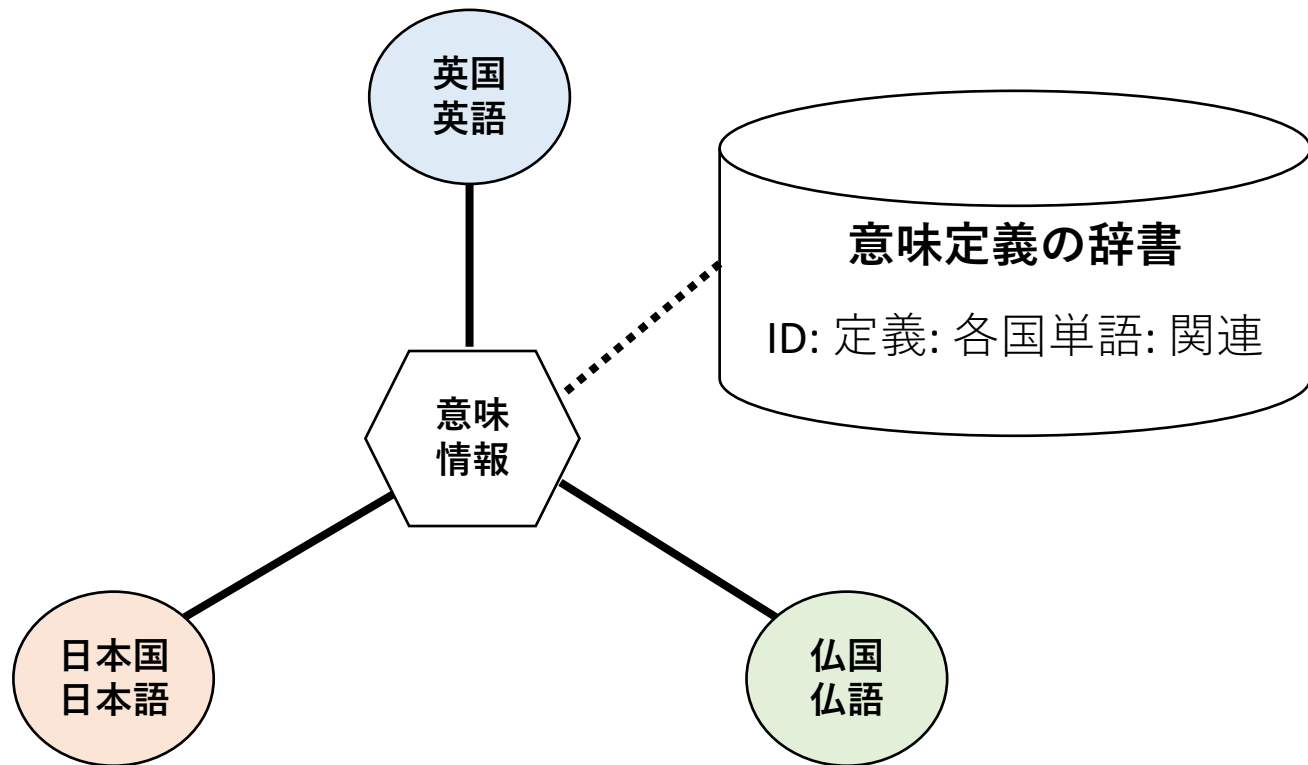 英国
英語
意味定義の辞書
ID: 定義: 各国単語: 関連
意味
情報
日本国
日本語
仏国
仏語